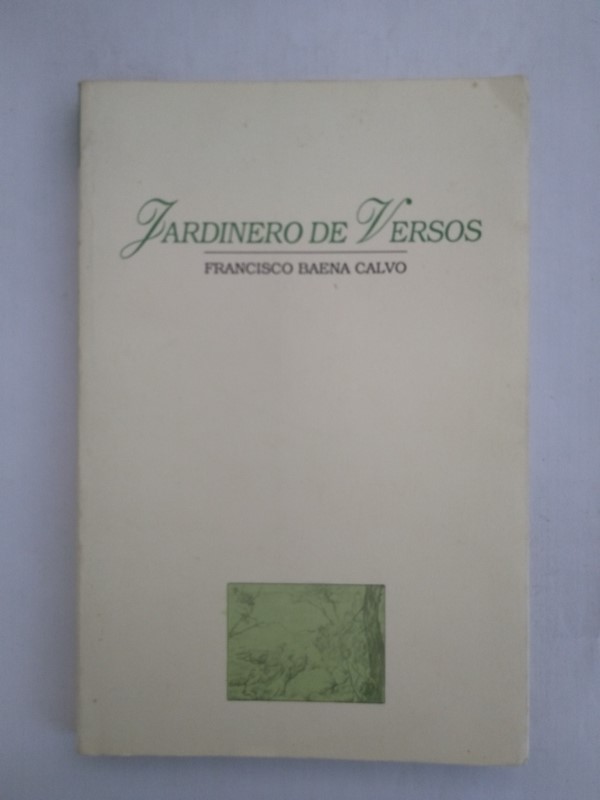 JARDINERO DE VERSOS
FRANCISCO BAENA CALVO